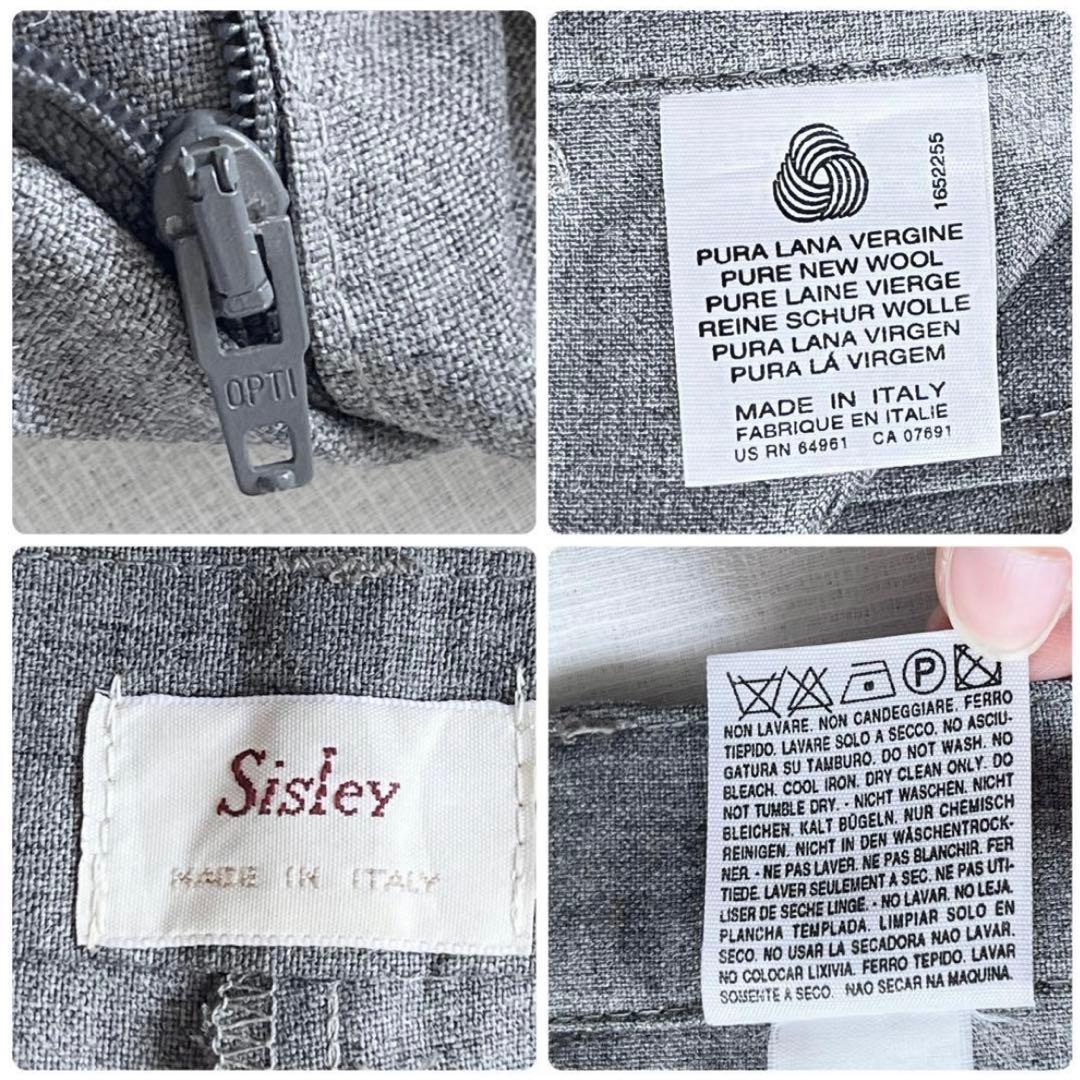 OPTI
1652255
PURA LANA VERGINE
PURE NEW WOOL
PURE LAINE VIERGE
REINE SCHUR WOLLE
PURA LANA VIRGEN
PURA LÁ VIRGEM
MADE IN ITALY
FABRIQUE EN ITALIE
US RN 64961 CA 07691
Sisley
MADE IN ITALY
P
NON LAVARE. NON CANDEGGIARE. FERRO
TIEPIDO. LAVARE SOLO A SECCO. NO ASCIU-
GATURA SU TAMBURO. DO NOT WASH. NO
BLEACH. COOL IRON. DRY CLEAN ONLY. DO
NOT TUMBLE DRY. - NICHT WASCHEN. NICHT
BLEICHEN. KALT BÜGELN. NUR CHEMISCH
REINIGEN. NICHT IN DEN WÄSCHENTROCK-
NER. - NE PAS LAVER. NE PAS BLANCHIR. FER
TIEDE. LAVER SEULEMENT A SEC. NE PAS UTI-
LISER DE SECHE LINGE. - NO LAVAR. NO LEJA.
PLANCHA TEMPLADA. LIMPIAR SOLO EN
SECO. NO USAR LA SECADORA NAO LAVAR.
NO COLOCAR LIXIVIA. FERRO TEPIDO. LAVAR
SOMENTE A SECO. NAO SECAR NA MAQUINA.